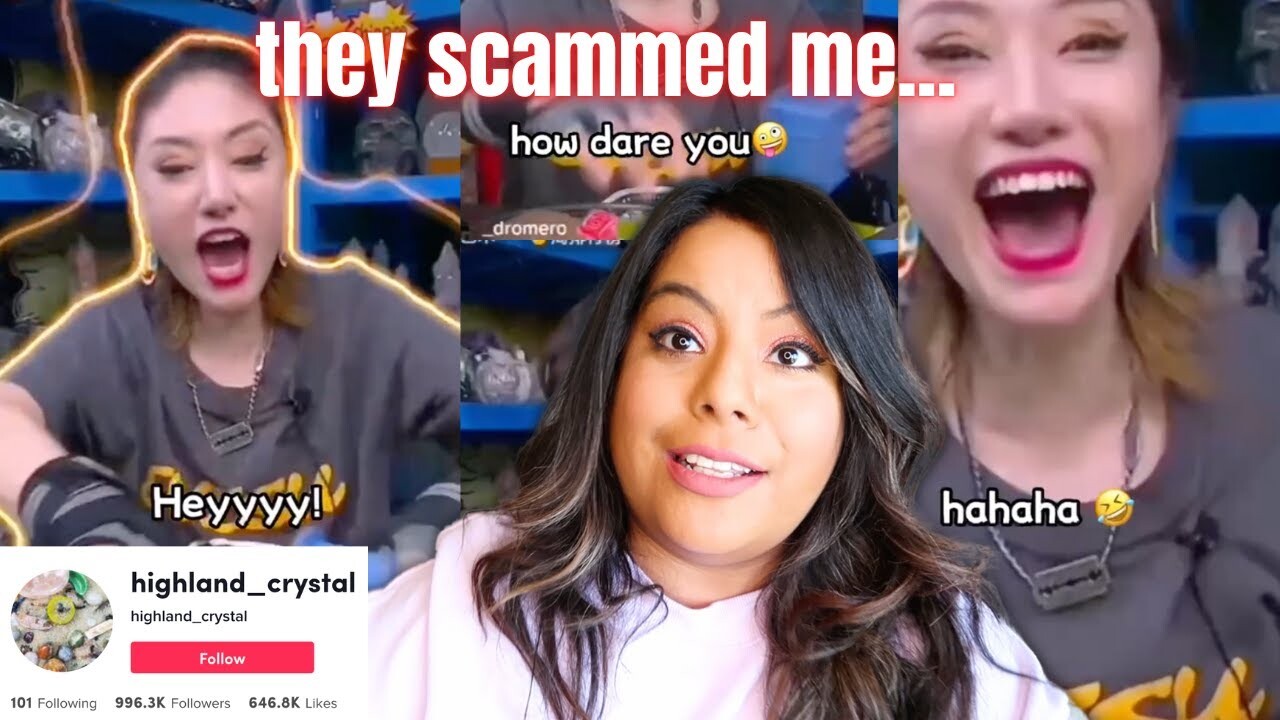 they scammed me...
how dare you🤪
_dromero
Heyyyy!
hahaha 🤣
highland_crystal
highland_crystal
Follow
101 Following 996.3K Followers 646.8K Likes